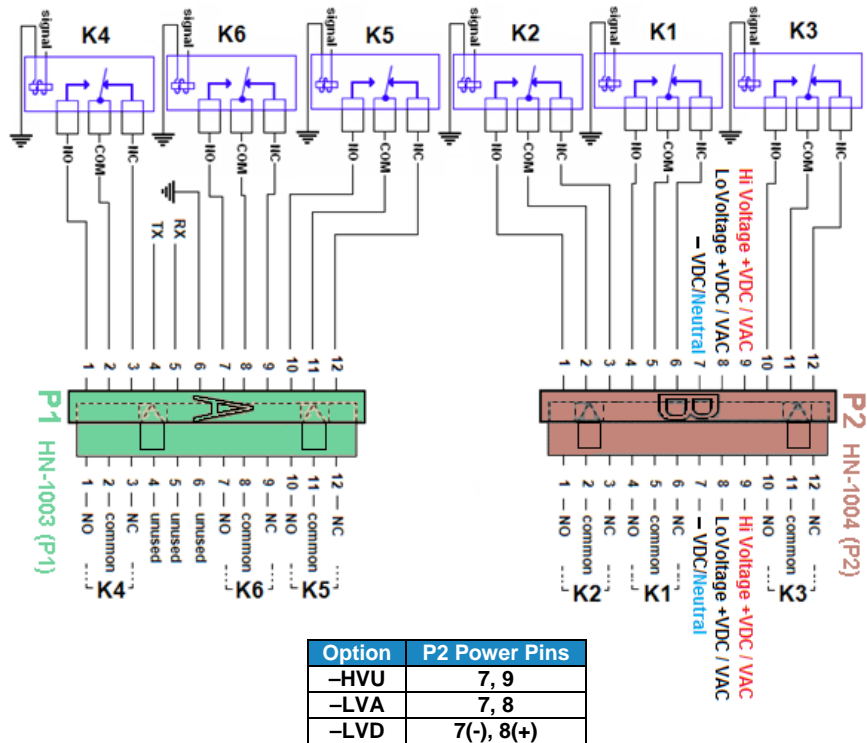 signal K4 signal K6 signal K5 signal K2 signal K1 signal K3
NO COM NC NO COM NC NO COM NC NO COM NC NO COM NC NO COM NC
TX
RX
Hi Voltage +VDC / VAC
LoVoltage +VDC / VAC
– VDC/Neutral
1 2 3 4 5 6 7 8 9 10 11 12
1 2 3 4 5 6 7 8 9 10 11 12
A
B
P1 HN-1003 (P1)
P2 HN-1004 (P2)
1 – NO
2 – common
3 – NC
K4
4 – unused
5 – unused
6 – unused
7 – NO
8 – common
9 – NC
K6
10 – NO
11 – common
12 – NC
K5
1 – NO
2 – common
3 – NC
K2
4 – NO
5 – common
6 – NC
K1
7 – – VDC/Neutral
8 – LoVoltage +VDC / VAC
9 – Hi Voltage +VDC / VAC
10 – NO
11 – common
12 – NC
K3
Option P2 Power Pins
–HVU 7, 9
–LVA 7, 8
–LVD 7(-), 8(+)